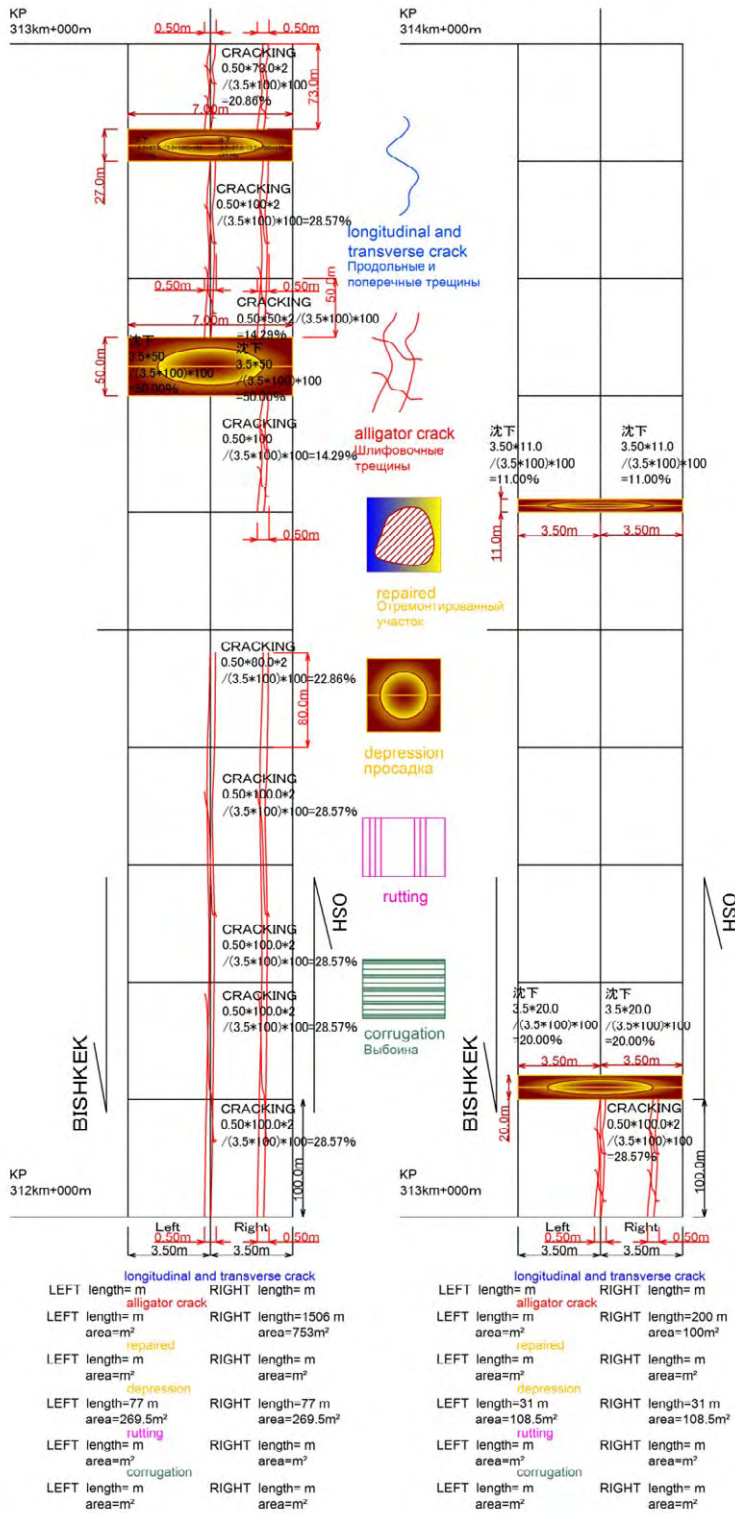 KP
313km+000m
0.50m
0.50m
CRACKING
0.50*73.0*2
/(3.5*100)*100
=20.86%
73.0m
7.00m
27.0m
CRACKING
0.50*100*2
/(3.5*100)*100=28.57%
0.50m
0.50m
50.0m
CRACKING
0.50*50*2/(3.5*100)*100
=14.29%
7.00m
50.0m
沈下
3.5*50
/(3.5*100)*100
=50.00%
沈下
3.5*50
/(3.5*100)*100
=50.00%
CRACKING
0.50*100
/(3.5*100)*100=14.29%
0.50m
CRACKING
0.50*80.0*2
/(3.5*100)*100=22.86%
80.0m
CRACKING
0.50*100.0*2
/(3.5*100)*100=28.57%
CRACKING
0.50*100.0*2
/(3.5*100)*100=28.57%
CRACKING
0.50*100.0*2
/(3.5*100)*100=28.57%
CRACKING
0.50*100.0*2
/(3.5*100)*100=28.57%
100.0m
BISHKEK
OSH
KP
312km+000m
Left Right
0.50m 0.50m
3.50m 3.50m
longitudinal and
transverse crack
Продольные и
поперечные трещины
alligator crack
Шлифовочные
трещины
repaired
Отремонтированный
участок
depression
просадка
rutting
corrugation
Выбоина
KP
314km+000m
沈下
3.50*11.0
/(3.5*100)*100
=11.00%
沈下
3.50*11.0
/(3.5*100)*100
=11.00%
3.50m 3.50m
11.0m
沈下
3.5*20.0
/(3.5*100)*100
=20.00%
沈下
3.5*20.0
/(3.5*100)*100
=20.00%
3.50m 3.50m
20.0m
CRACKING
0.50*100.0*2
/(3.5*100)*100
=28.57%
100.0m
BISHKEK
OSH
KP
313km+000m
Left Right
0.50m 0.50m
3.50m 3.50m
longitudinal and transverse crack
LEFT length= m RIGHT length= m
alligator crack
LEFT length= m RIGHT length=1506 m
area=m² area=753m²
repaired
LEFT length= m RIGHT length= m
area=m² area=m²
depression
LEFT length=77 m RIGHT length=77 m
area=269.5m² area=269.5m²
rutting
LEFT length= m RIGHT length= m
area=m² area=m²
corrugation
LEFT length= m RIGHT length= m
area=m² area=m²
longitudinal and transverse crack
LEFT length= m RIGHT length= m
alligator crack
LEFT length= m RIGHT length=200 m
area=m² area=100m²
repaired
LEFT length= m RIGHT length= m
area=m² area=m²
depression
LEFT length=31 m RIGHT length=31 m
area=108.5m² area=108.5m²
rutting
LEFT length= m RIGHT length= m
area=m² area=m²
corrugation
LEFT length= m RIGHT length= m
area=m² area=m²